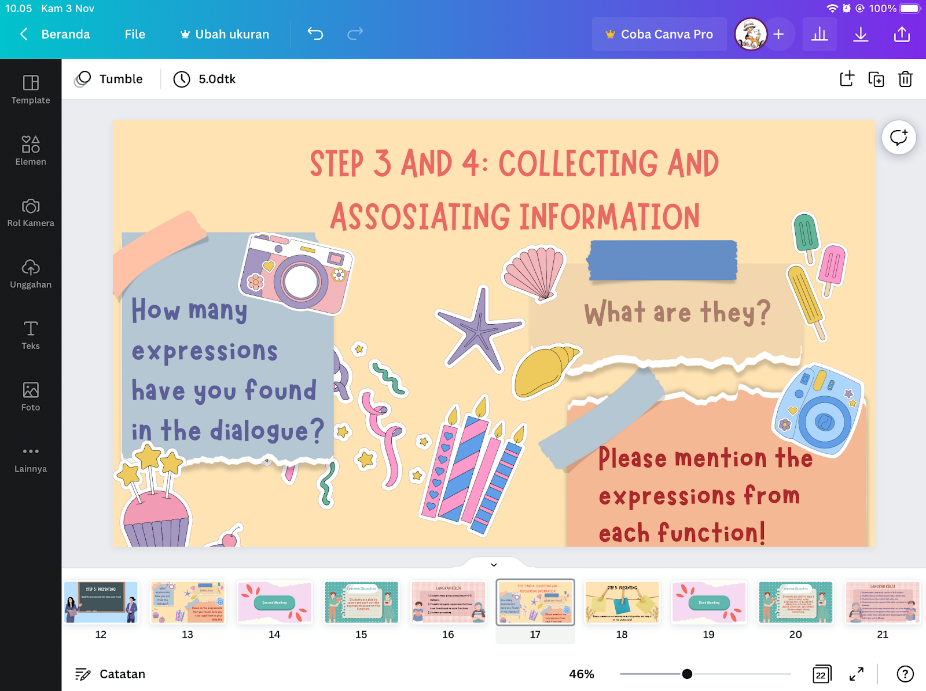 10.05 Kam 3 Nov
100%
Beranda
File
Ubah ukuran
Coba Canva Pro
Tumble
5.0dtk
Template
Elemen
Rol Kamera
Unggahan
Teks
Foto
Lainnya
STEP 3 AND 4: COLLECTING AND
ASSOSIATING INFORMATION
How many
expressions
have you found
in the dialogue?
What are they?
Please mention the
expressions from
each function!
12
13
14
15
16
17
18
19
20
21
Catatan
46%
22